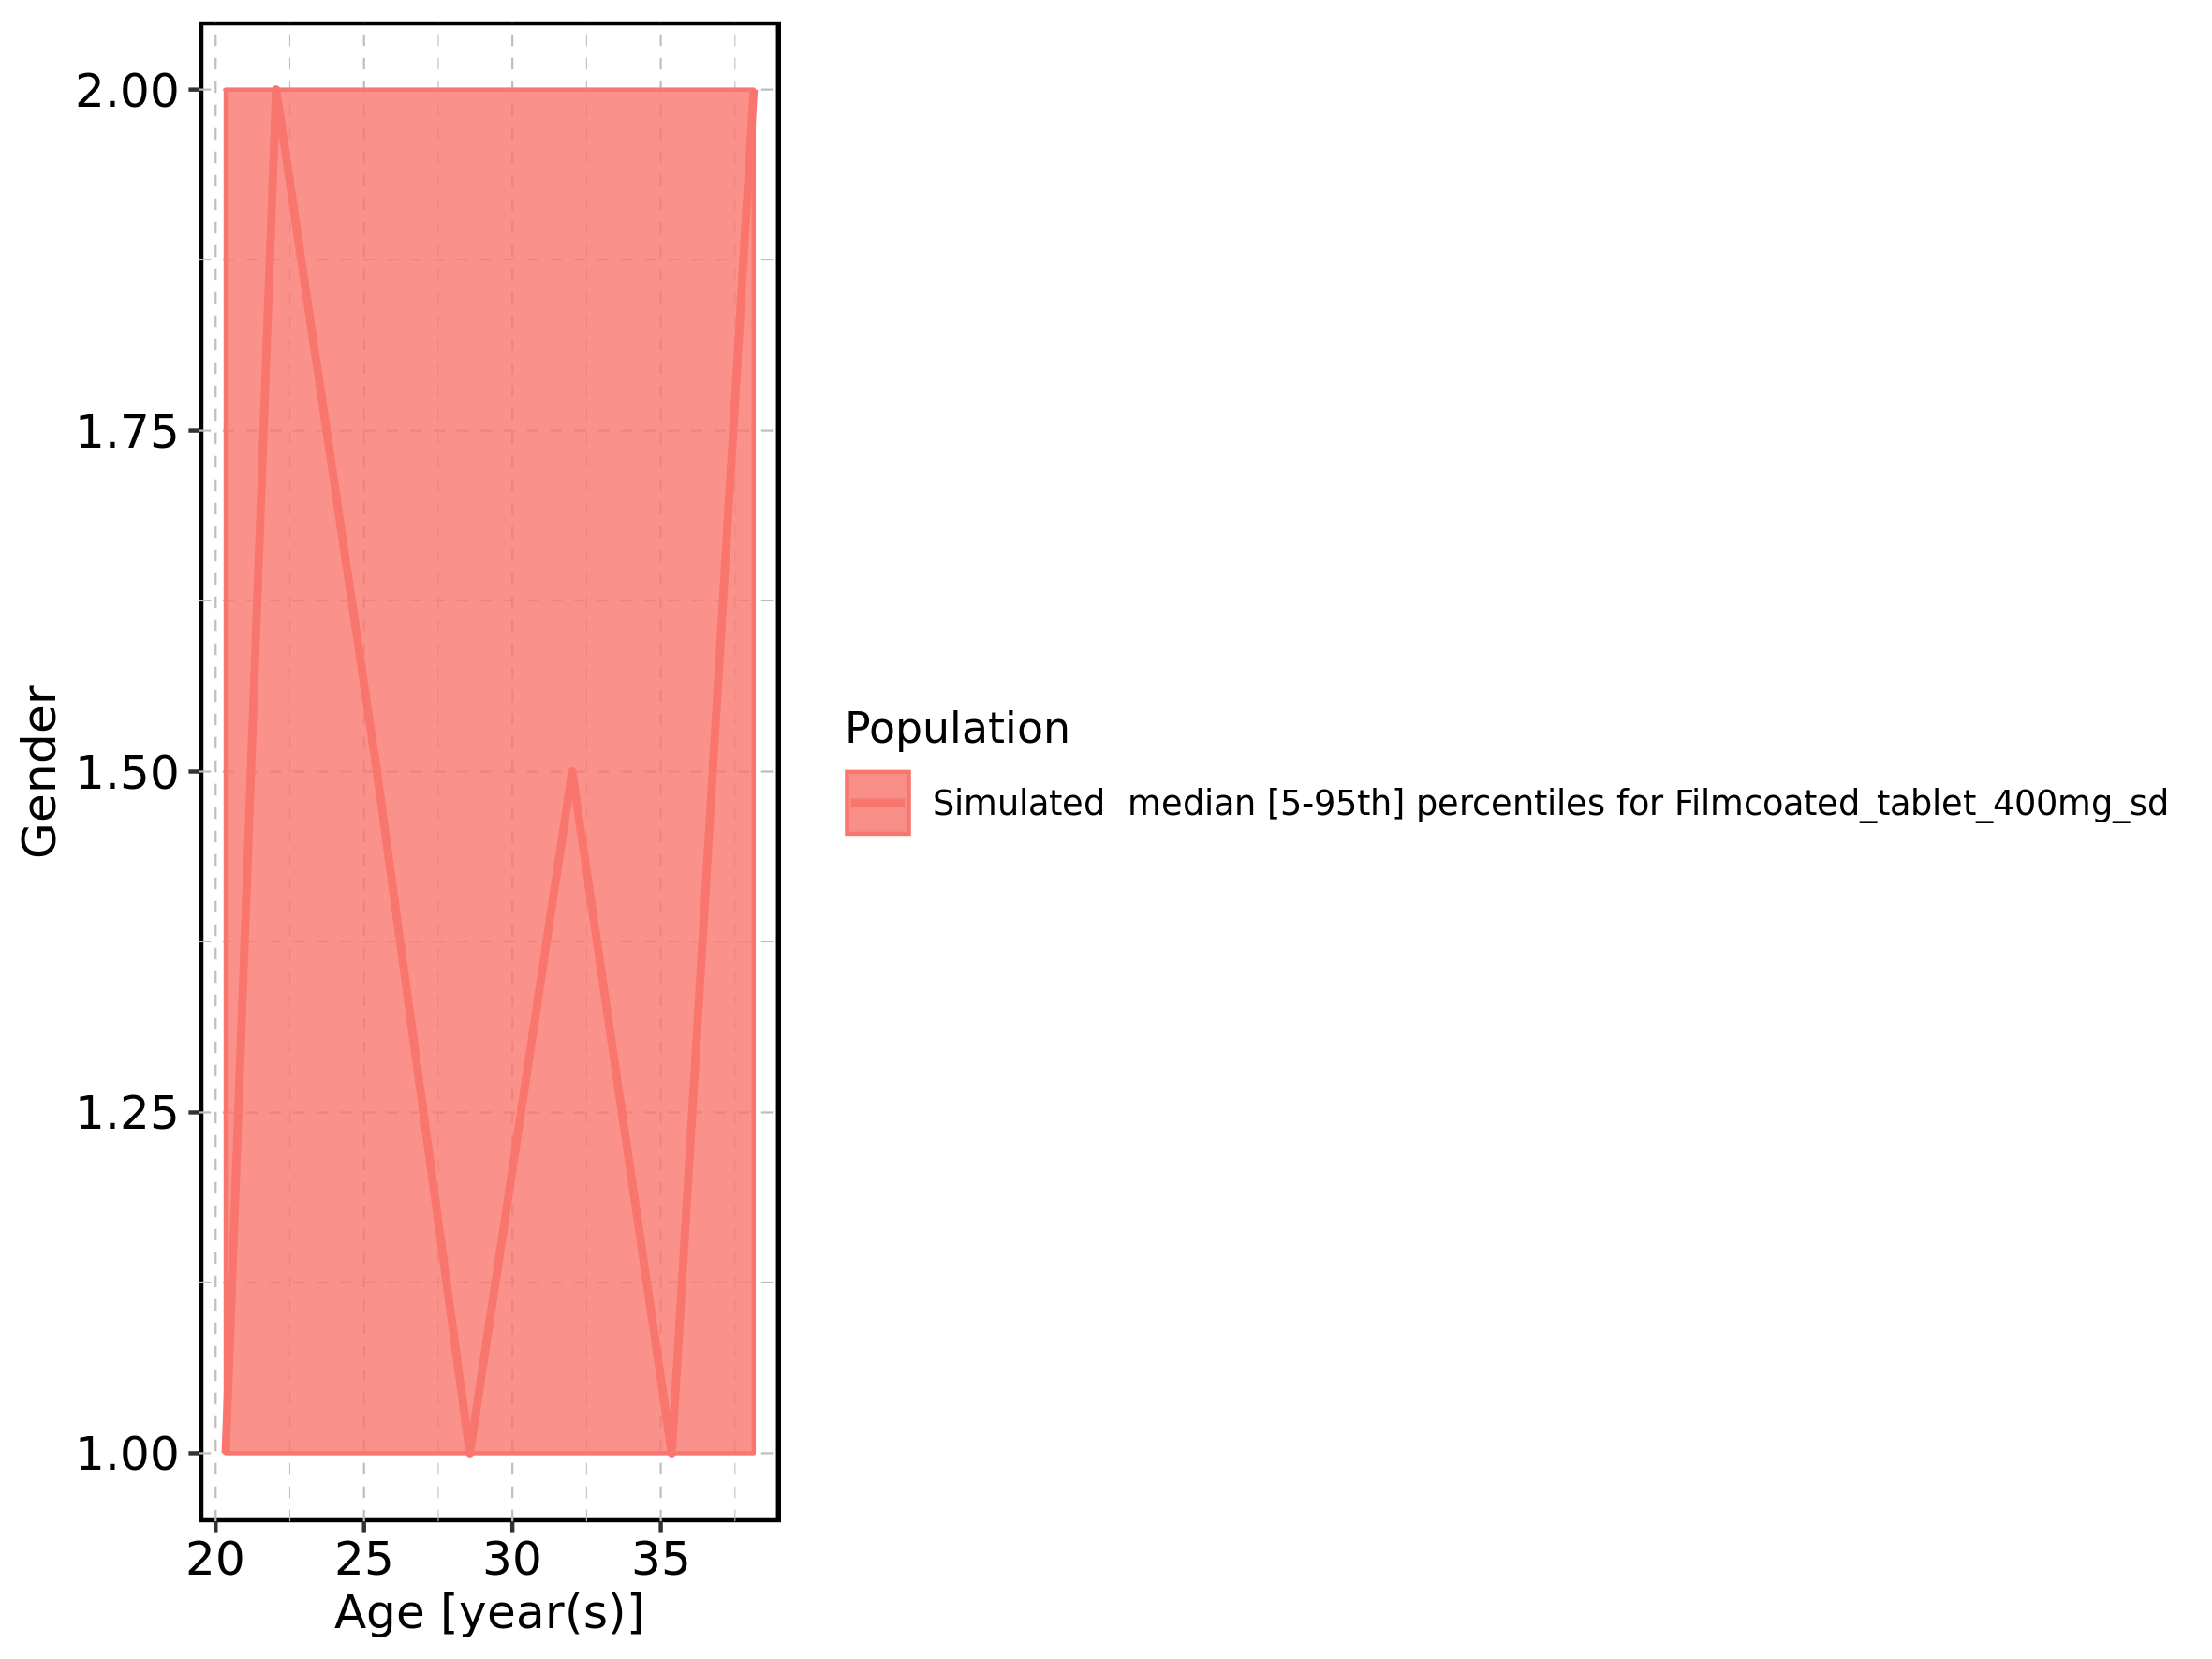 2.00
1.75
1.50
1.25
1.00
Gender
20 25 30 35
Age [year(s)]
Population
Simulated  median [5-95th] percentiles for Filmcoated_tablet_400mg_sd